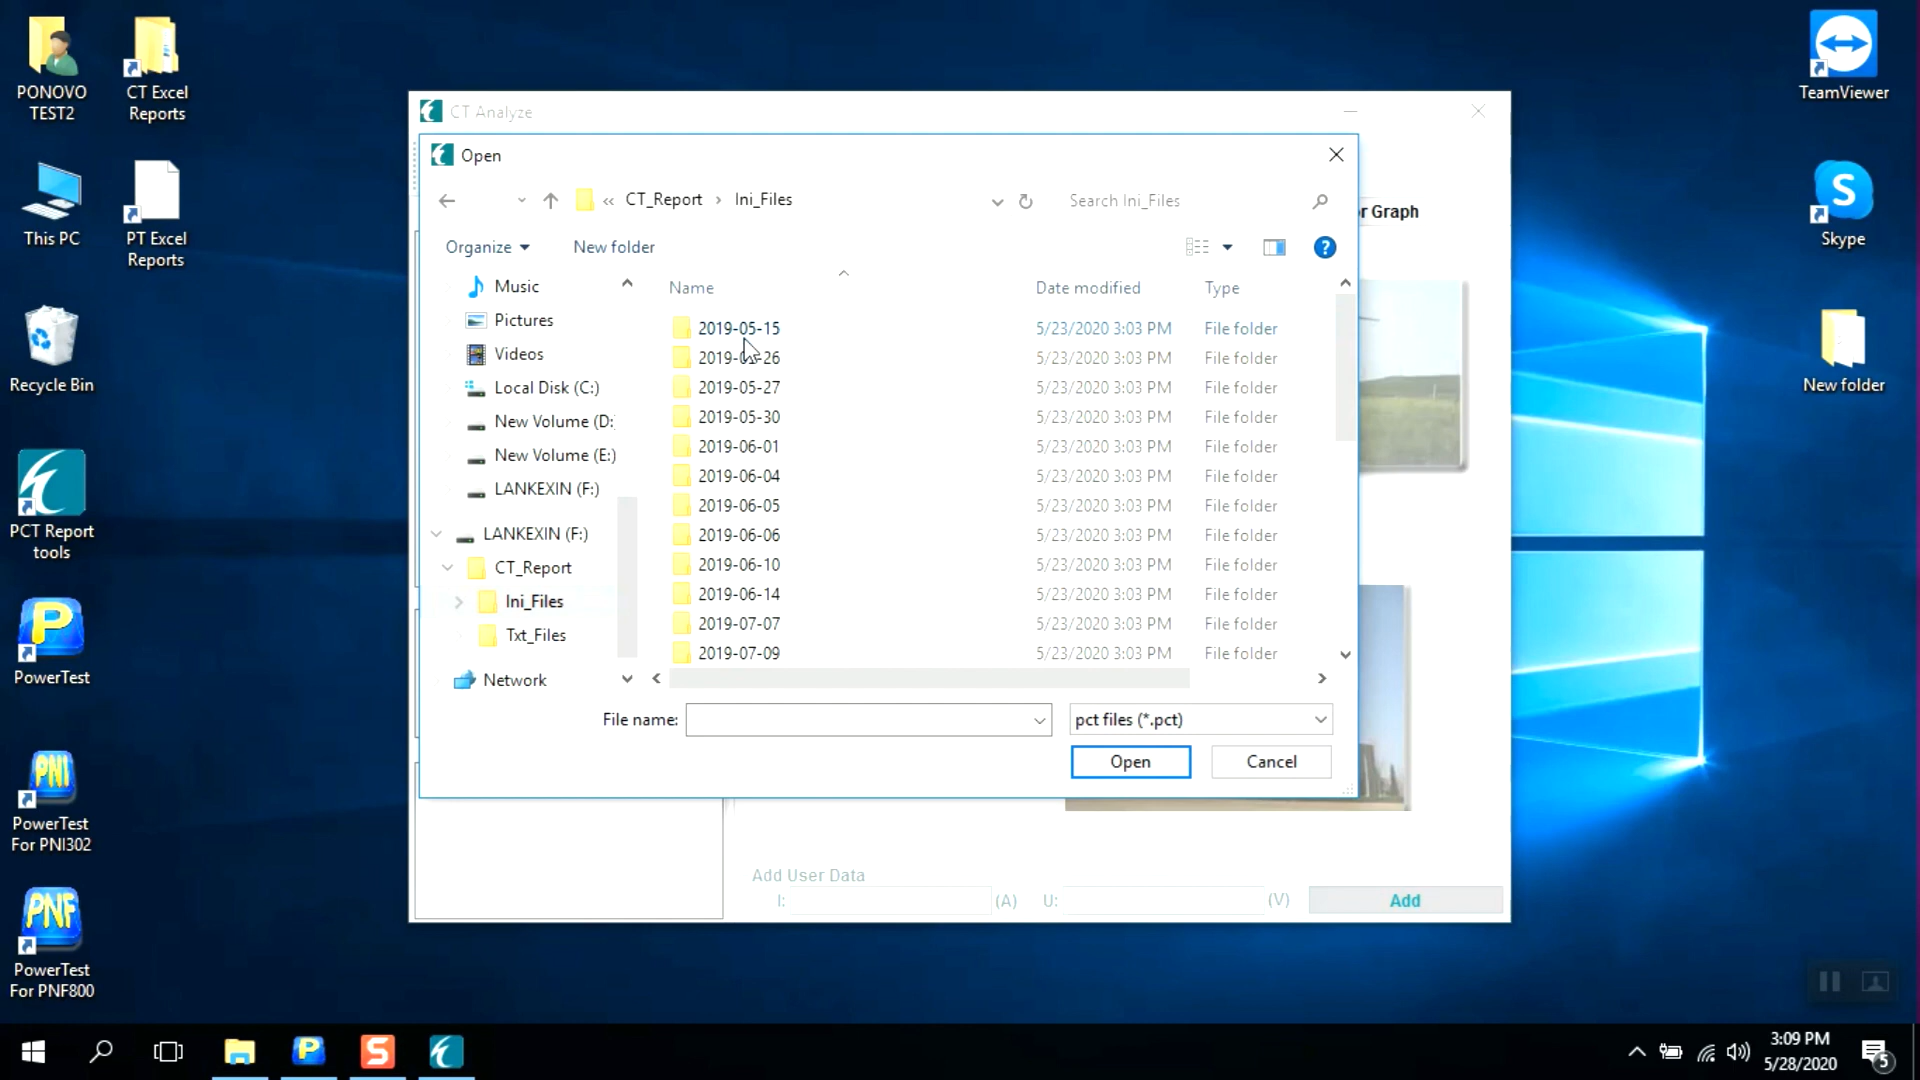 PONOVO
TEST2
CT Excel
Reports
This PC
PT Excel
Reports
Recycle Bin
PCT Report
tools
PowerTest
PNI
PowerTest
For PNI302
PNF
PowerTest
For PNF800
TeamViewer
Skype
New folder
CT Analyze
Open
« CT_Report › Ini_Files
Search Ini_Files
r Graph
Organize
New folder
Music
Pictures
Videos
Local Disk (C:)
New Volume (D:
New Volume (E:)
LANKEXIN (F:)
LANKEXIN (F:)
CT_Report
Ini_Files
Txt_Files
Network
Name Date modified Type
2019-05-15 5/23/2020 3:03 PM File folder
2019-05-26 5/23/2020 3:03 PM File folder
2019-05-27 5/23/2020 3:03 PM File folder
2019-05-30 5/23/2020 3:03 PM File folder
2019-06-01 5/23/2020 3:03 PM File folder
2019-06-04 5/23/2020 3:03 PM File folder
2019-06-05 5/23/2020 3:03 PM File folder
2019-06-06 5/23/2020 3:03 PM File folder
2019-06-10 5/23/2020 3:03 PM File folder
2019-06-14 5/23/2020 3:03 PM File folder
2019-07-07 5/23/2020 3:03 PM File folder
2019-07-09 5/23/2020 3:03 PM File folder
File name:
pct files (*.pct)
Open Cancel
Add User Data
I: (A) U: (V) Add
3:09 PM
5/28/2020
5